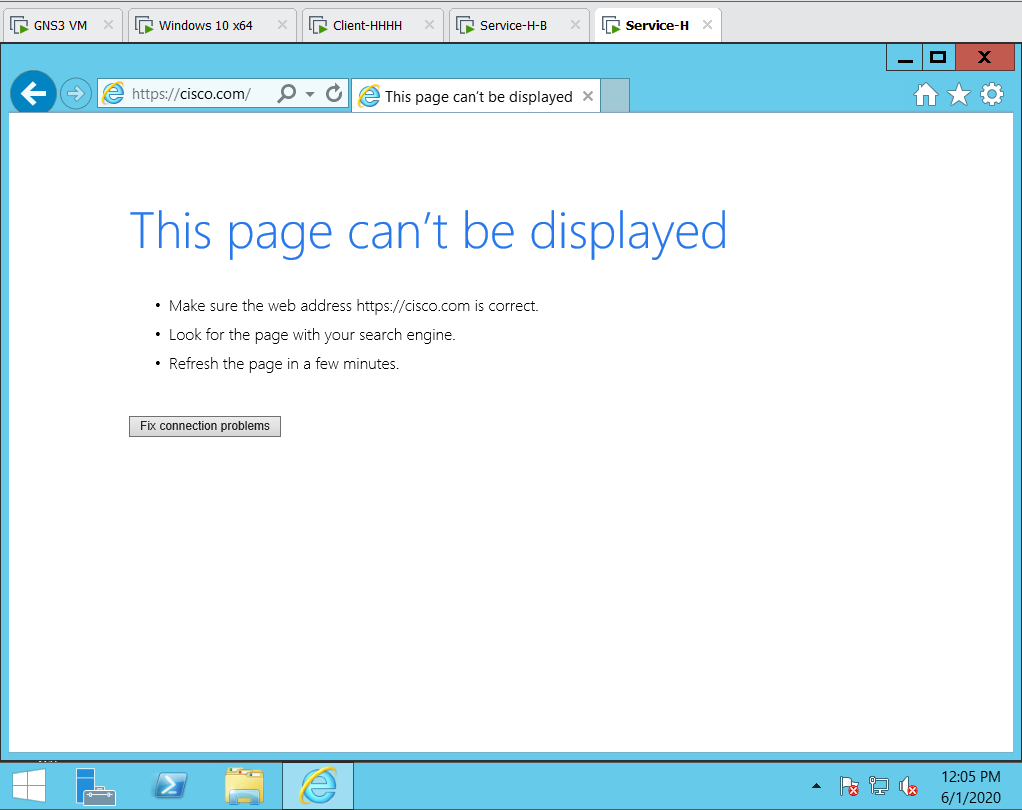 GNS3 VM
Windows 10 x64
Client-HHHH
Service-H-B
Service-H
https://cisco.com/
This page can't be displayed
This page can't be displayed
• Make sure the web address https://cisco.com is correct.
• Look for the page with your search engine.
• Refresh the page in a few minutes.
Fix connection problems
12:05 PM
6/1/2020